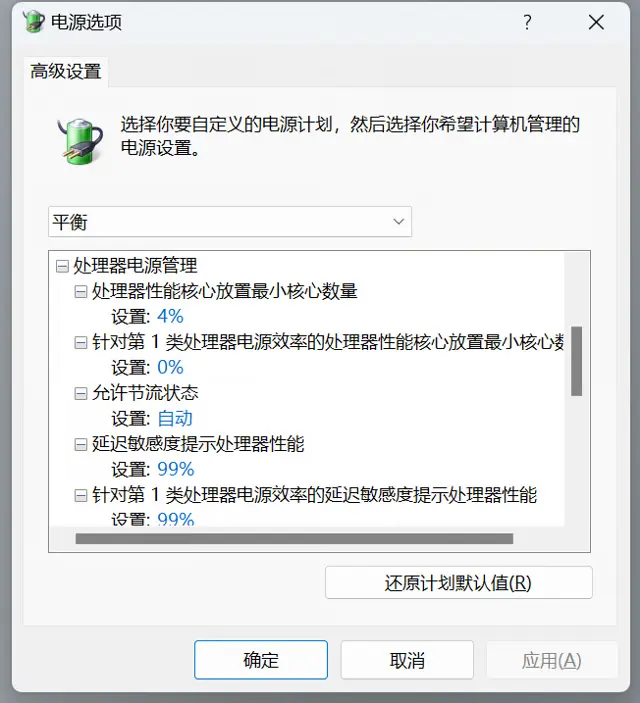 电源选项
高级设置
选择你要自定义的电源计划，然后选择你希望计算机管理的
电源设置。
平衡
处理器电源管理
处理器性能核心放置最小核心数量
设置: 4%
针对第 1 类处理器电源效率的处理器性能核心放置最小核心
设置: 0%
允许节流状态
设置: 自动
延迟敏感度提示处理器性能
设置: 99%
针对第 1 类处理器电源效率的延迟敏感度提示处理器性能
设置: 99%
还原计划默认值(R)
确定
取消
应用(A)